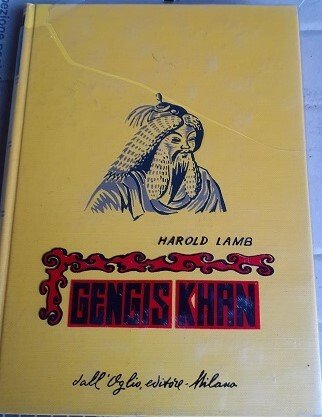 HAROLD LAMB
GENGIS KHAN
dall'Oglio, editore - Milano